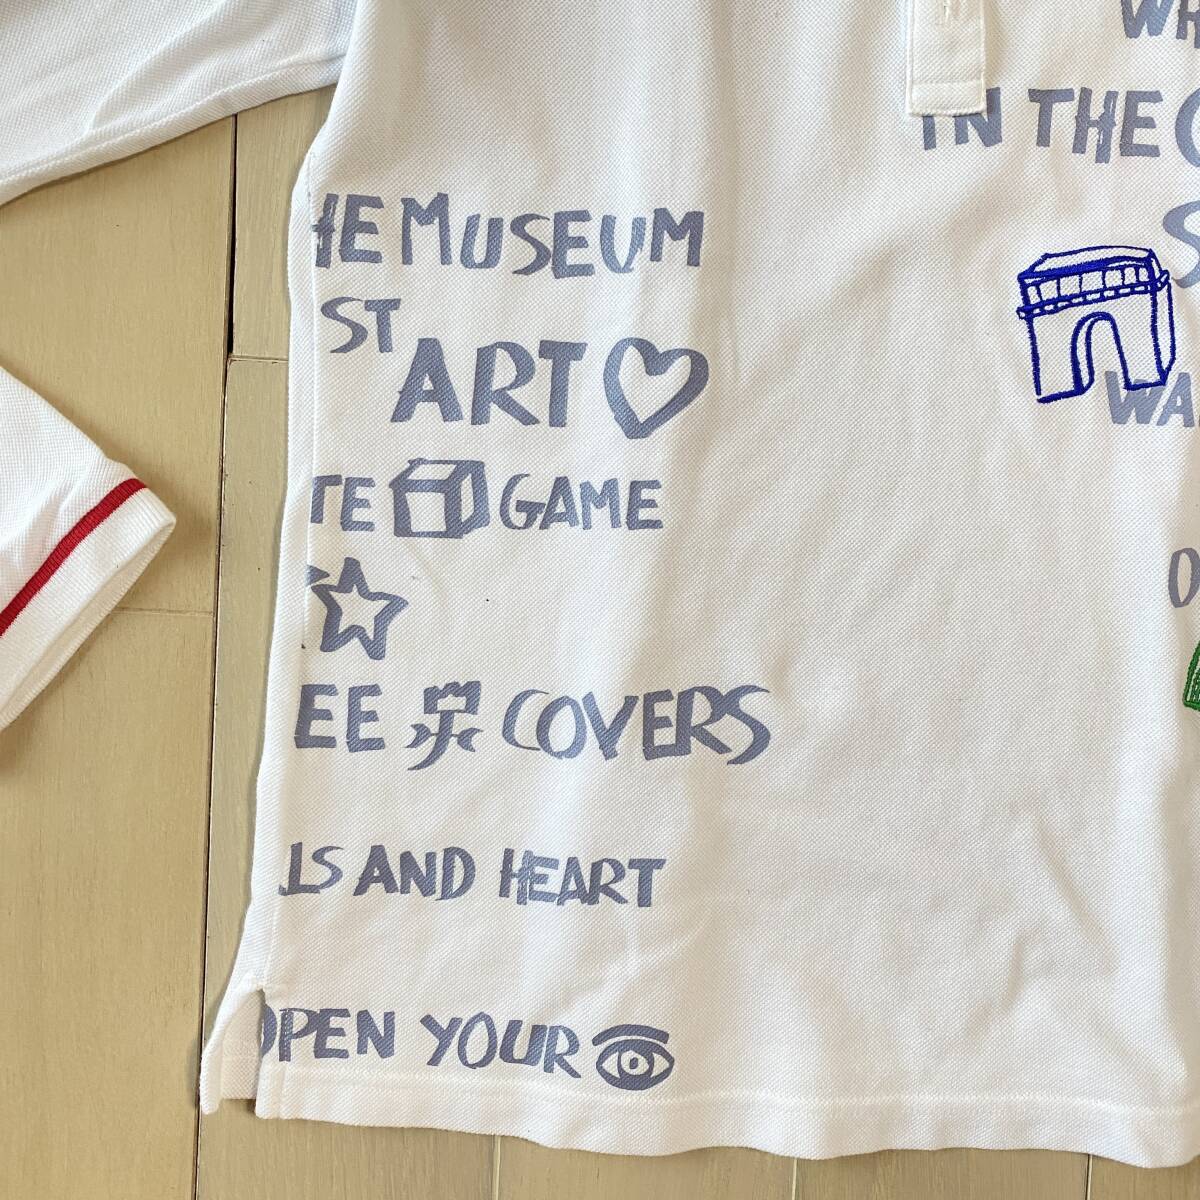 WH
IN THE
HE MUSEUM
ST
ART
WA
TE GAME
EE COVERS
LS AND HEART
OPEN YOUR